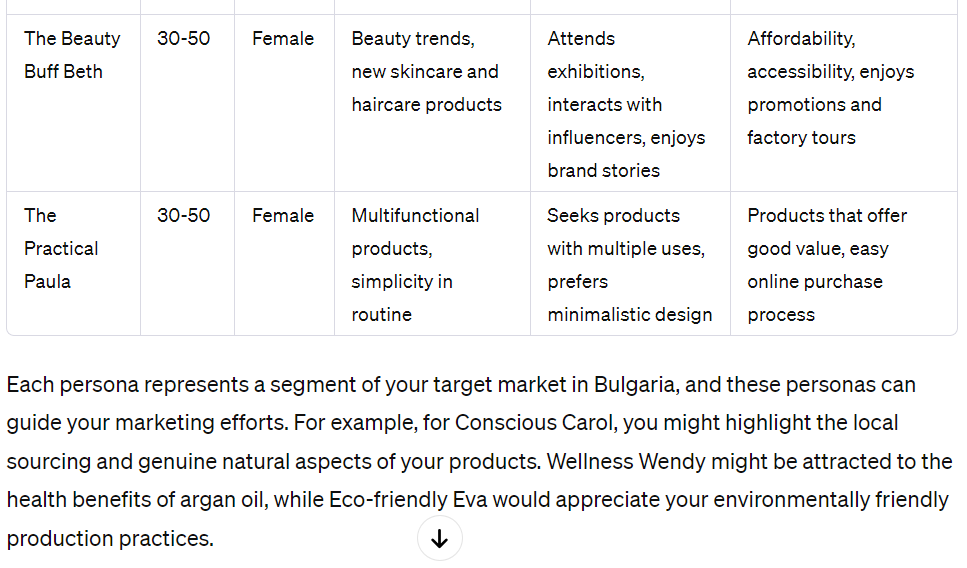 The Beauty Buff Beth
30-50
Female
Beauty trends, new skincare and haircare products
Attends exhibitions, interacts with influencers, enjoys brand stories
Affordability, accessibility, enjoys promotions and factory tours
The Practical Paula
30-50
Female
Multifunctional products, simplicity in routine
Seeks products with multiple uses, prefers minimalistic design
Products that offer good value, easy online purchase process
Each persona represents a segment of your target market in Bulgaria, and these personas can
guide your marketing efforts. For example, for Conscious Carol, you might highlight the local
sourcing and genuine natural aspects of your products. Wellness Wendy might be attracted to the
health benefits of argan oil, while Eco-friendly Eva would appreciate your environmentally friendly
production practices.